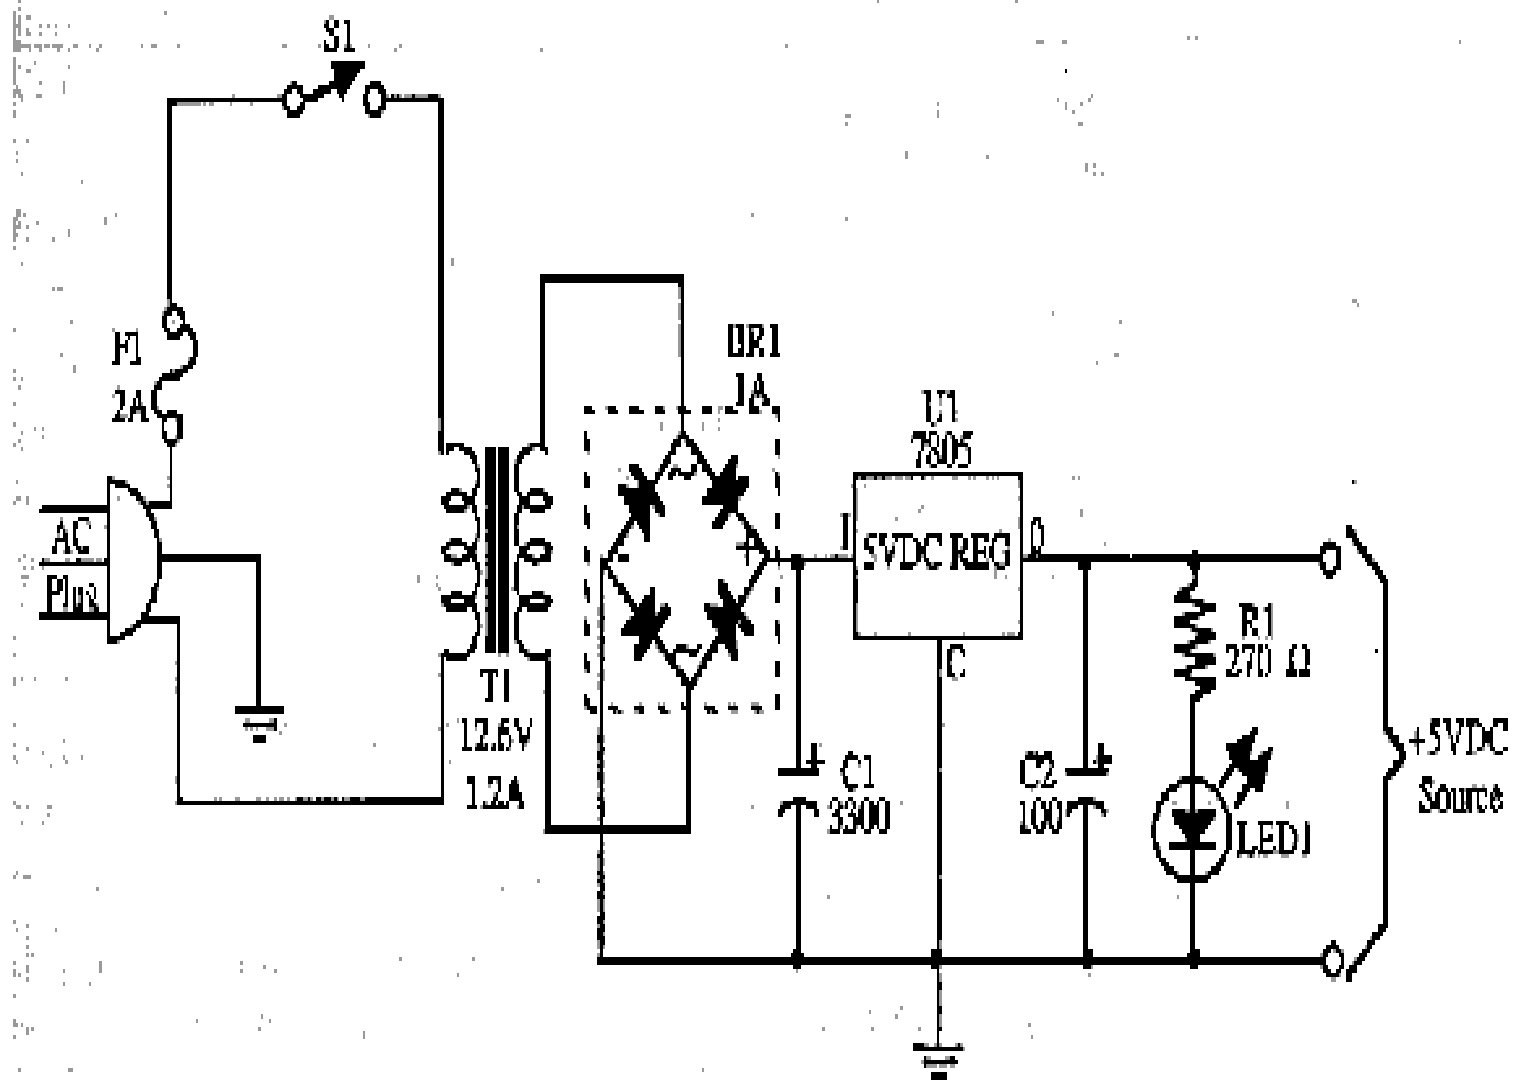 S1
F1
2A
AC
Plug
T1
12.6V
1.2A
BR1
1A
~
-
+
~
U1
7805
I
5VDC REG
O
C
+
C1
3300
+
C2
100
R1
270 Ω
LED1
+5VDC
Source